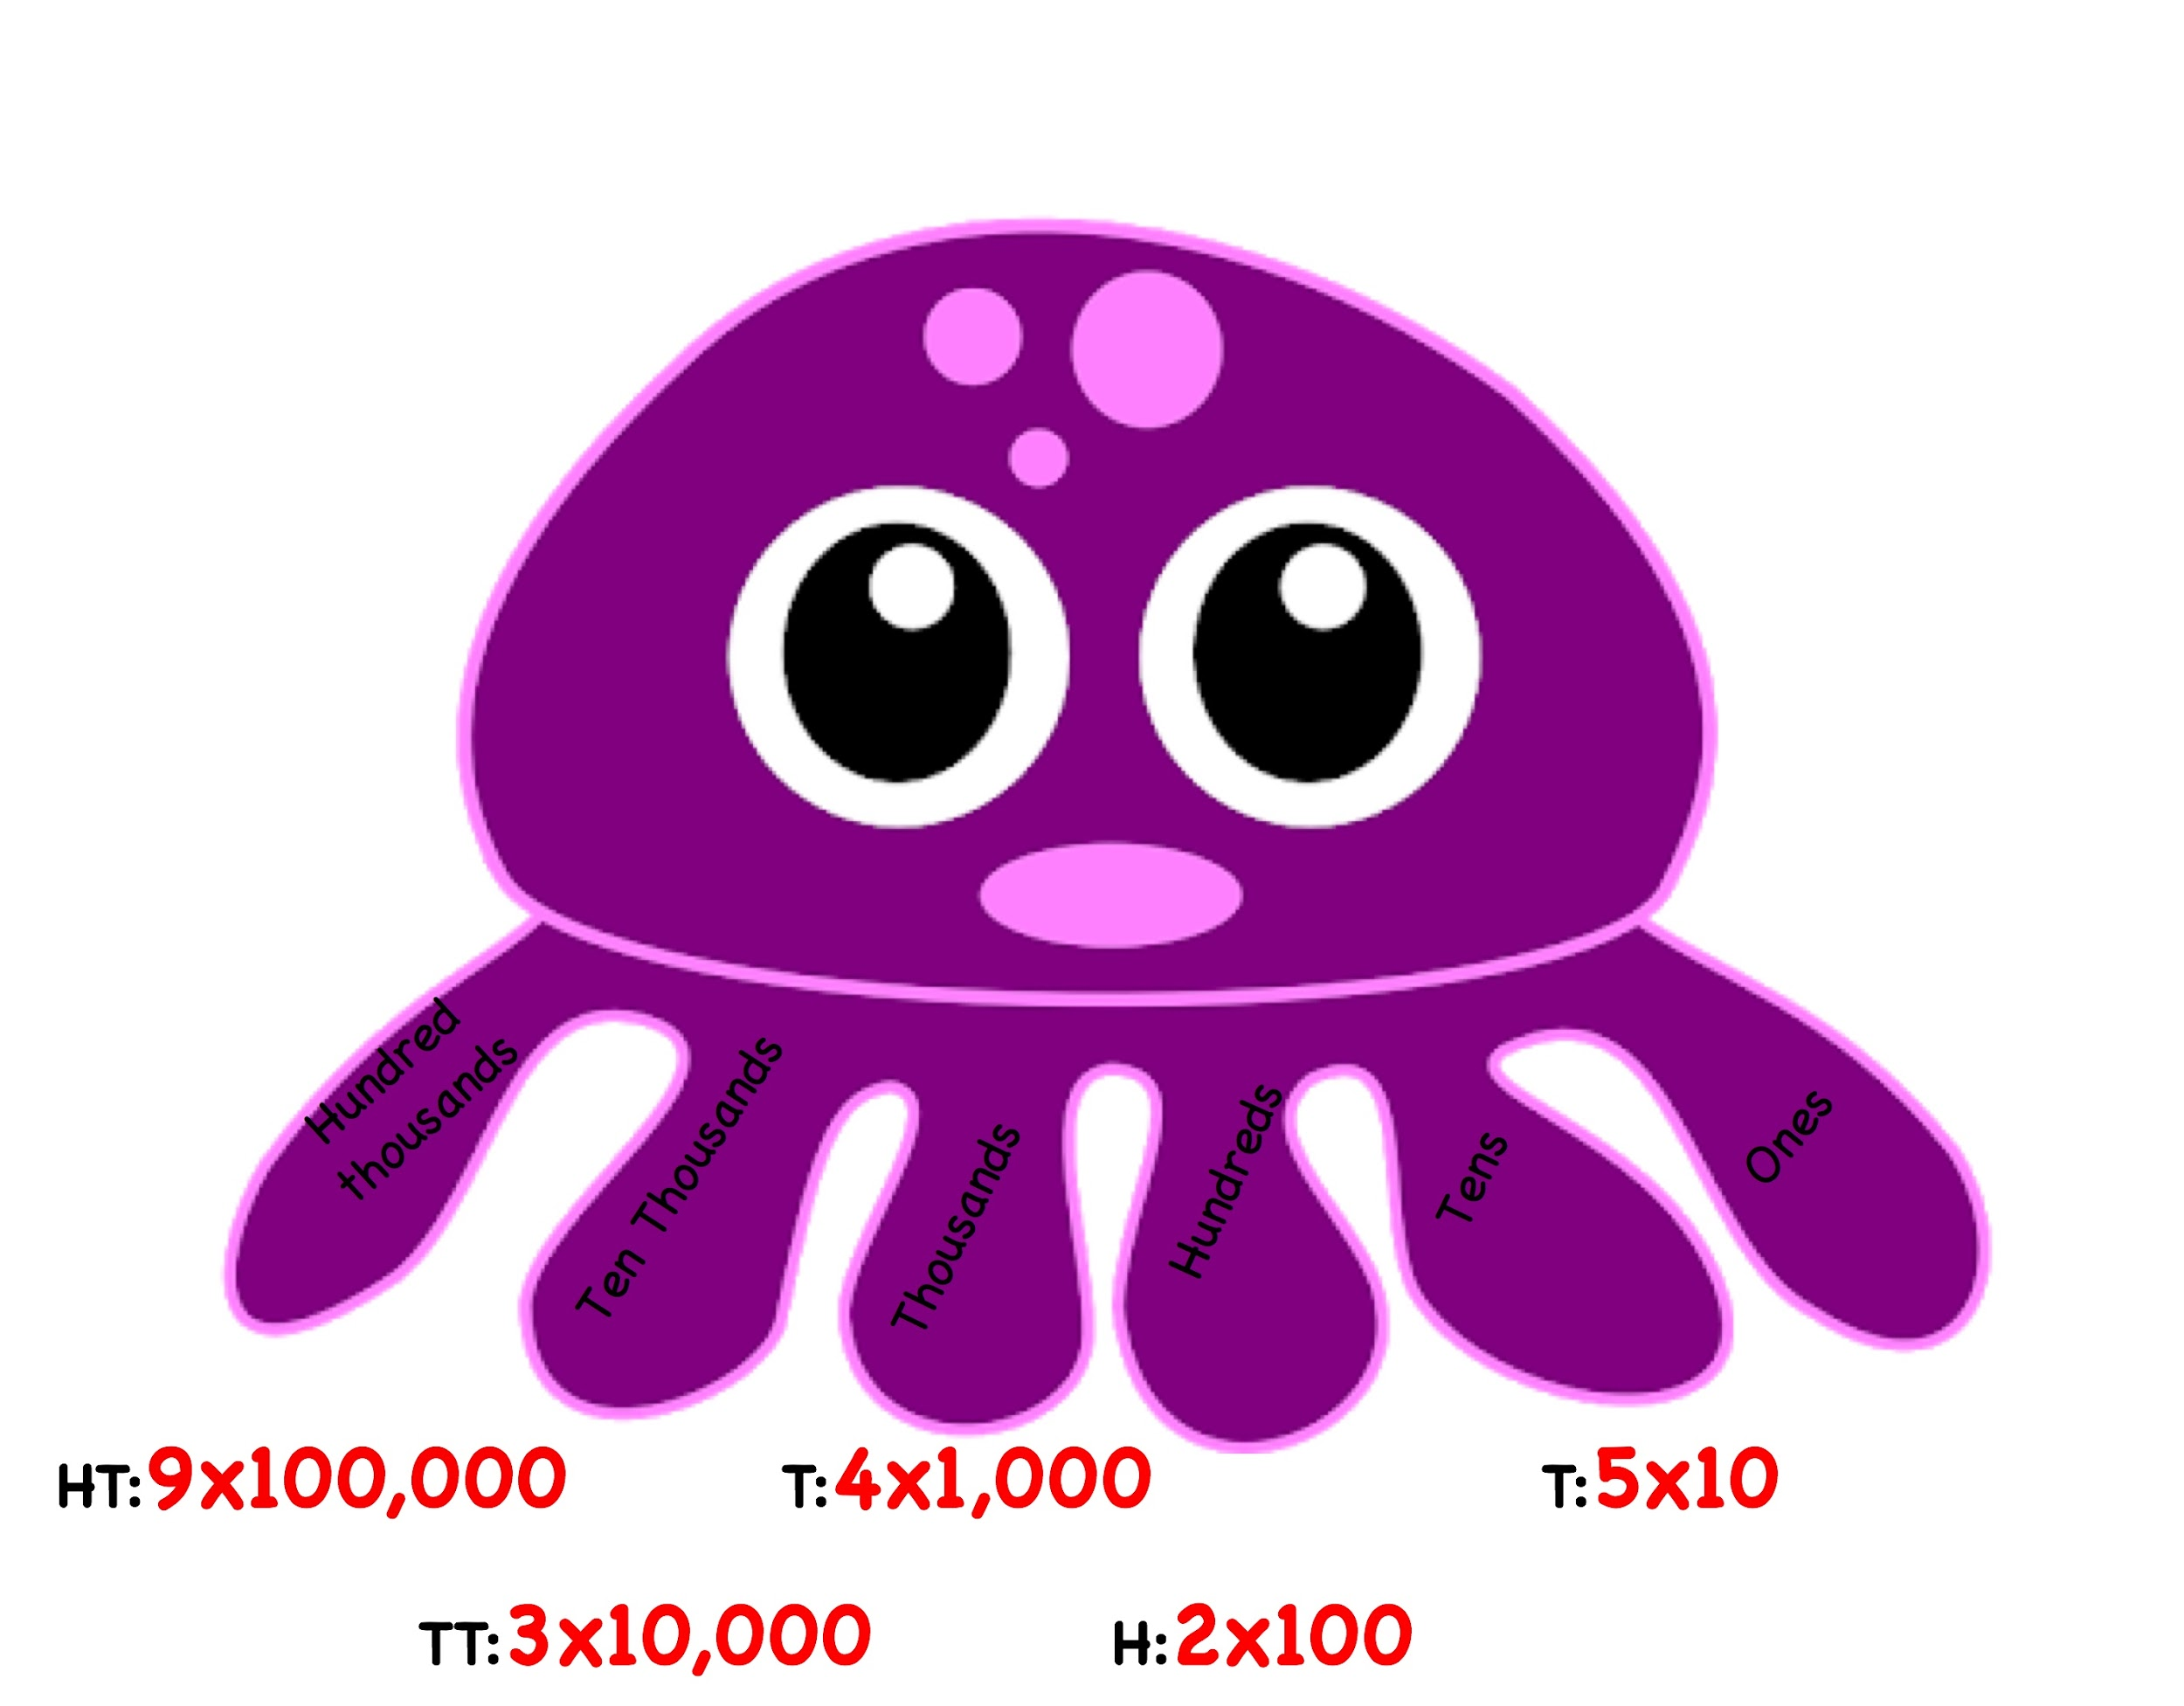 Hundred
thousands
Ten Thousands
Thousands
Hundreds
Tens
Ones
HT:9x100,000
T:4x1,000
T:5x10
TT:3x10,000
H:2x100